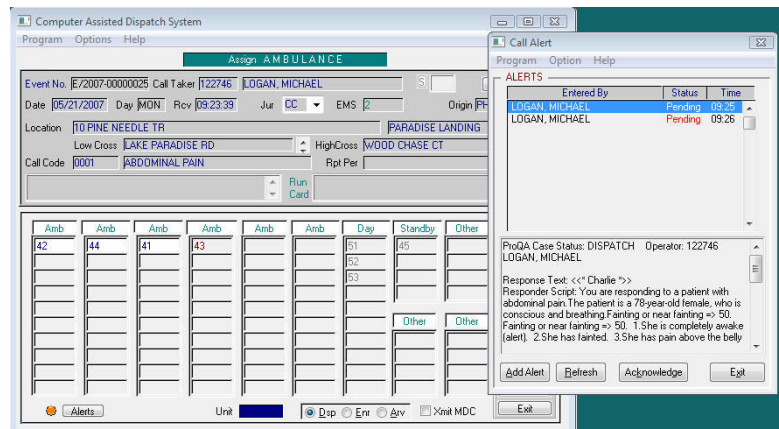 Computer Assisted Dispatch System
Program Options Help
Assign AMBULANCE
Event No. E/2007-00000025 Call Taker 122746 LOGAN, MICHAEL S
Date 05/21/2007 Day MON Rcv 09:23:39 Jur CC EMS 2 Origin PH
Location 10 PINE NEEDLE TR PARADISE LANDING
Low Cross LAKE PARADISE RD HighCross WOOD CHASE CT
Call Code 0001 ABDOMINAL PAIN Rpt Per
Run
Card
Amb Amb Amb Amb Amb Amb Day Standby Other
42 44 41 43 51 45
52
53
Other Other
Alerts Unit Dsp Enr Arv Xmit MDC Exit
Call Alert
Program Option Help
ALERTS
Entered By Status Time
LOGAN, MICHAEL Pending 09:25
LOGAN, MICHAEL Pending 09:26
ProQA Case Status: DISPATCH Operator: 122746
LOGAN, MICHAEL
Response Text: <<" Charlie ">>
Responder Script: You are responding to a patient with
abdominal pain.The patient is a 78-year-old female, who is
conscious and breathing.Fainting or near fainting => 50.
Fainting or near fainting => 50. 1.She is completely awake
(alert). 2.She has fainted. 3.She has pain above the belly
Add Alert Refresh Acknowledge Exit